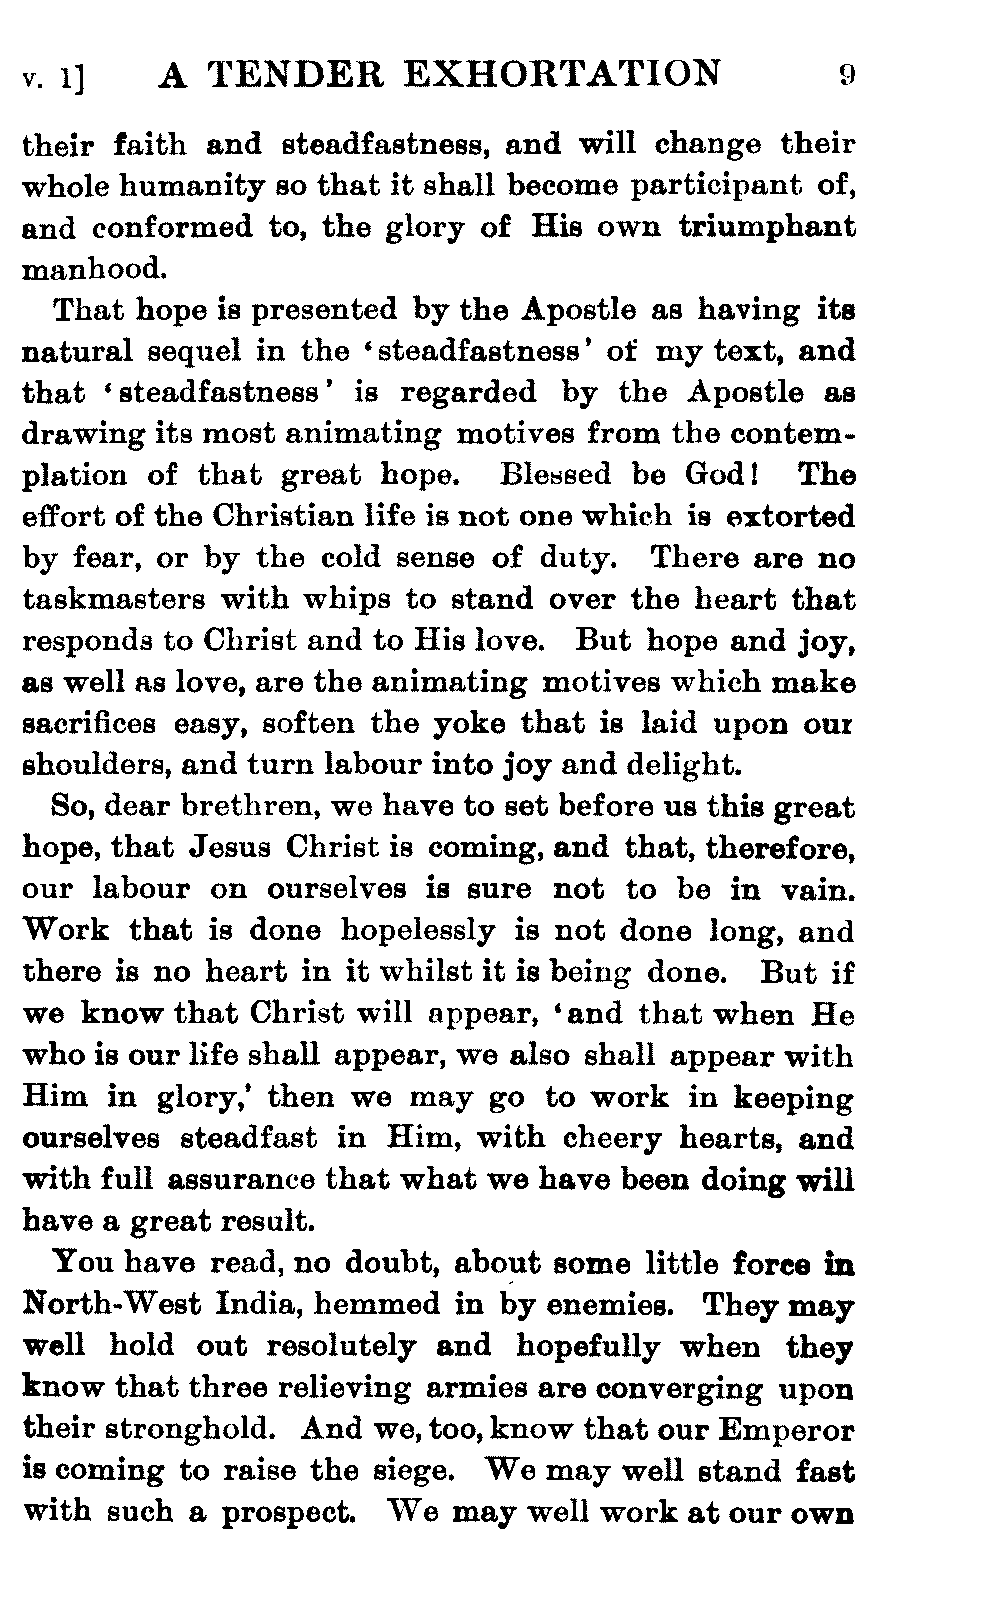 v. 1] A TENDER EXHORTATION 9
their faith and steadfastness, and will change their
whole humanity so that it shall become participant of,
and conformed to, the glory of His own triumphant
manhood.
That hope is presented by the Apostle as having its
natural sequel in the ‘steadfastness’ of my text, and
that ‘steadfastness’ is regarded by the Apostle as
drawing its most animating motives from the contem-
plation of that great hope. Blessed be God! The
effort of the Christian life is not one which is extorted
by fear, or by the cold sense of duty. There are no
taskmasters with whips to stand over the heart that
responds to Christ and to His love. But hope and joy,
as well as love, are the animating motives which make
sacrifices easy, soften the yoke that is laid upon our
shoulders, and turn labour into joy and delight.
So, dear brethren, we have to set before us this great
hope, that Jesus Christ is coming, and that, therefore,
our labour on ourselves is sure not to be in vain.
Work that is done hopelessly is not done long, and
there is no heart in it whilst it is being done. But if
we know that Christ will appear, ‘and that when He
who is our life shall appear, we also shall appear with
Him in glory,’ then we may go to work in keeping
ourselves steadfast in Him, with cheery hearts, and
with full assurance that what we have been doing will
have a great result.
You have read, no doubt, about some little force in
North-West India, hemmed in by enemies. They may
well hold out resolutely and hopefully when they
know that three relieving armies are converging upon
their stronghold. And we, too, know that our Emperor
is coming to raise the siege. We may well stand fast
with such a prospect. We may well work at our own